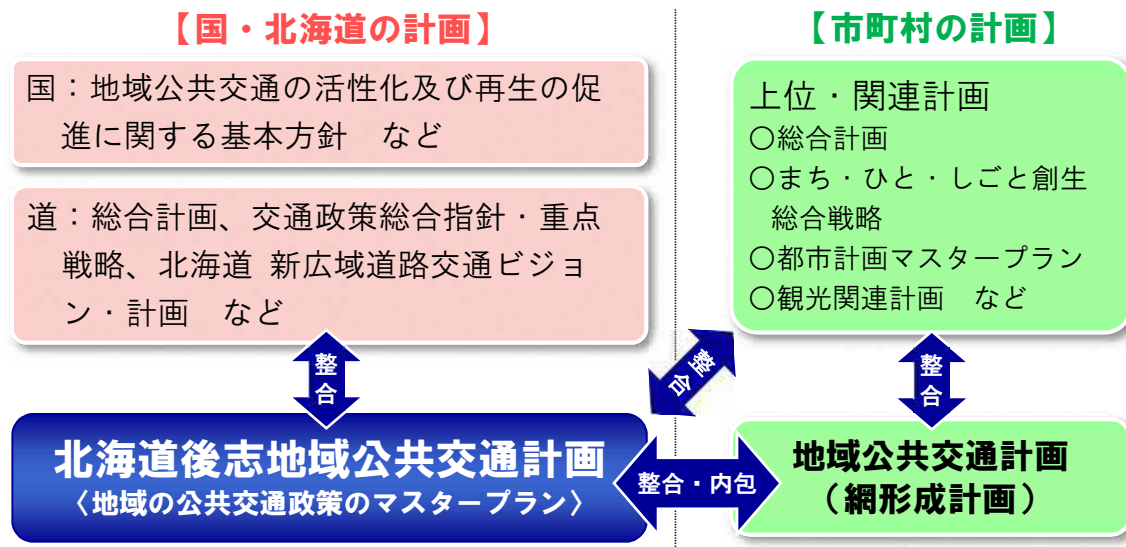 【国・北海道の計画】
国：地域公共交通の活性化及び再生の促
進に関する基本方針　など
道：総合計画、交通政策総合指針・重点
戦略、北海道 新広域道路交通ビジョ
ン・計画　など
整合
北海道後志地域公共交通計画
〈地域の公共交通政策のマスタープラン〉
整合
整合・内包
【市町村の計画】
上位・関連計画
○総合計画
○まち・ひと・しごと創生
総合戦略
○都市計画マスタープラン
○観光関連計画　など
整合
地域公共交通計画
（網形成計画）